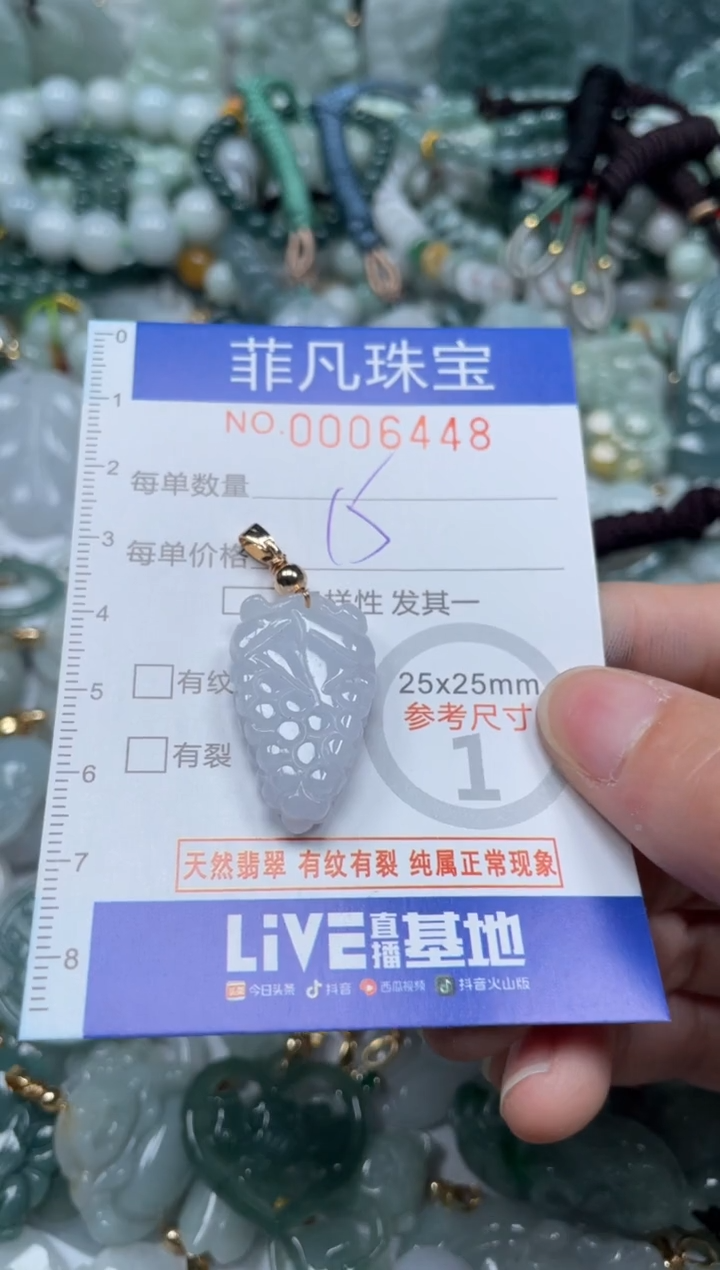 0
菲凡珠宝
1
NO.0006448
2
每单数量
15
3
每单价格
样性 发其一
4
有纹
25x25mm
5
参考尺寸
1
有裂
6
天然翡翠 有纹有裂 纯属正常现象
7
LiVE直播基地
8
今日头条 抖音 西瓜视频 抖音火山版